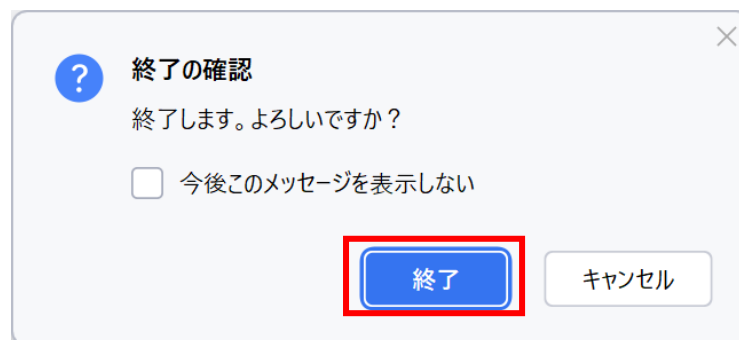 終了の確認
終了します。よろしいですか？
今後このメッセージを表示しない
終了
キャンセル